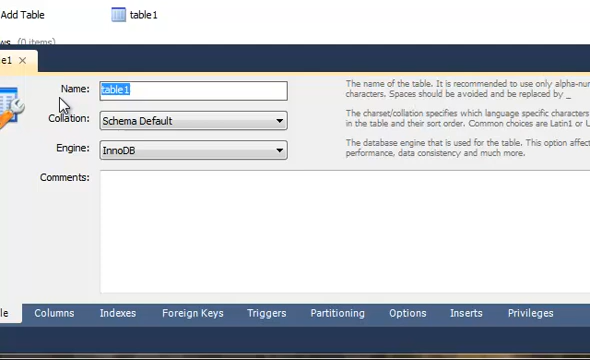 Add Table
table1
ws (0 items)
e1
Name:
table1
The name of the table. It is recommended to use only alpha-nu
characters. Spaces should be avoided and be replaced by _
Collation:
Schema Default
The charset/collation specifies which language specific characters
in the table and their sort order. Common choices are Latin1 or U
Engine:
InnoDB
The database engine that is used for the table. This option affect
performance, data consistency and much more.
Comments:
le
Columns
Indexes
Foreign Keys
Triggers
Partitioning
Options
Inserts
Privileges